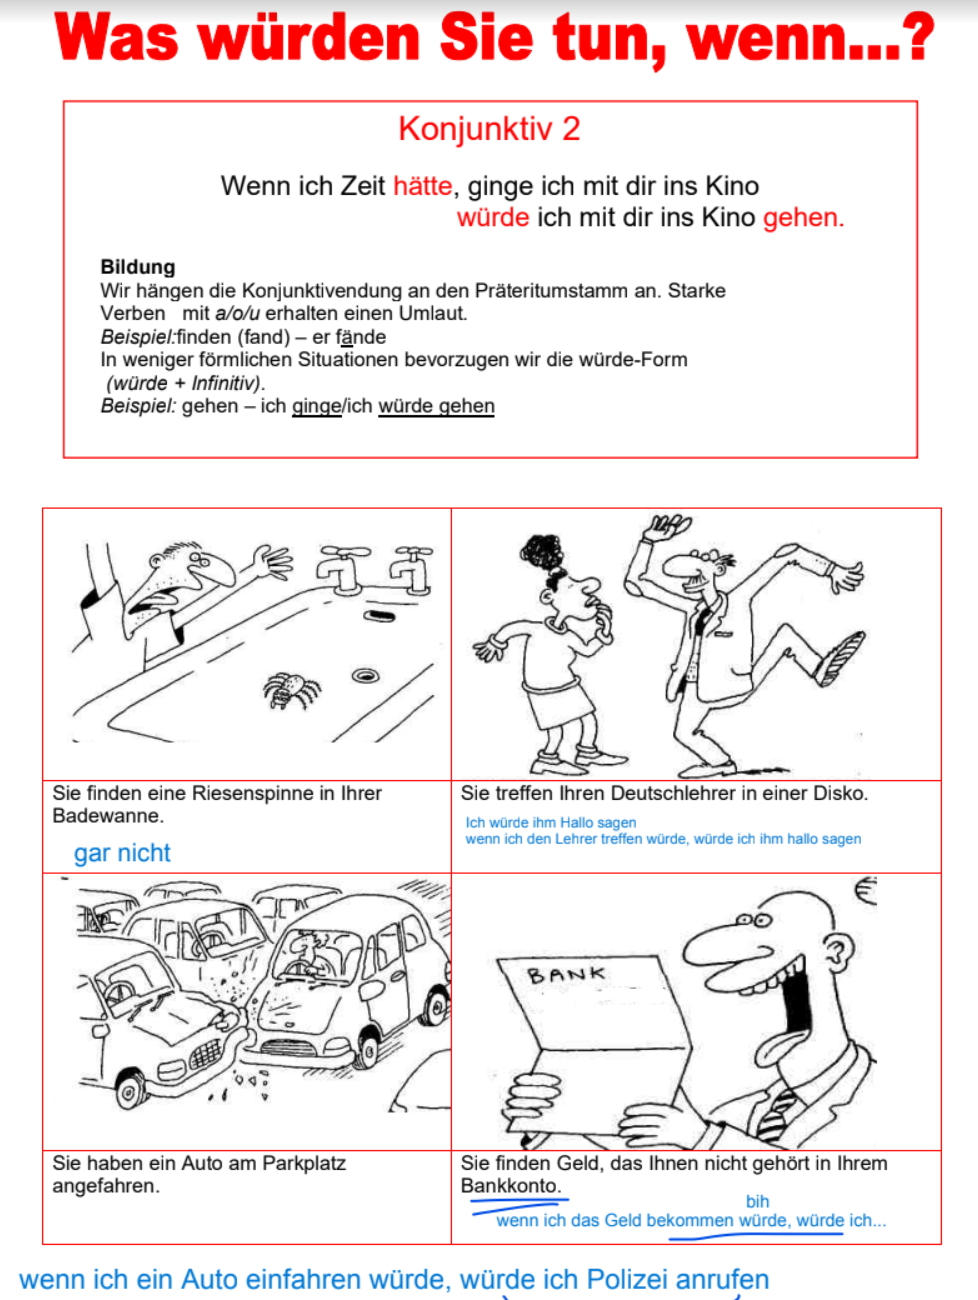 Was würden Sie tun, wenn...?
Konjunktiv 2
Wenn ich Zeit hätte, ginge ich mit dir ins Kino
würde ich mit dir ins Kino gehen.
Bildung
Wir hängen die Konjunktivendung an den Präteritumstamm an. Starke
Verben mit a/o/u erhalten einen Umlaut.
Beispiel:finden (fand) – er fände
In weniger förmlichen Situationen bevorzugen wir die würde-Form
(würde + Infinitiv).
Beispiel: gehen – ich ginge/ich würde gehen
Sie finden eine Riesenspinne in Ihrer
Badewanne.
gar nicht
Sie treffen Ihren Deutschlehrer in einer Disko.
Ich würde ihm Hallo sagen
wenn ich den Lehrer treffen würde, würde ich ihm hallo sagen
BANK
Sie haben ein Auto am Parkplatz
angefahren.
Sie finden Geld, das Ihnen nicht gehört in Ihrem
Bankkonto.
bih
wenn ich das Geld bekommen würde, würde ich...
wenn ich ein Auto einfahren würde, würde ich Polizei anrufen